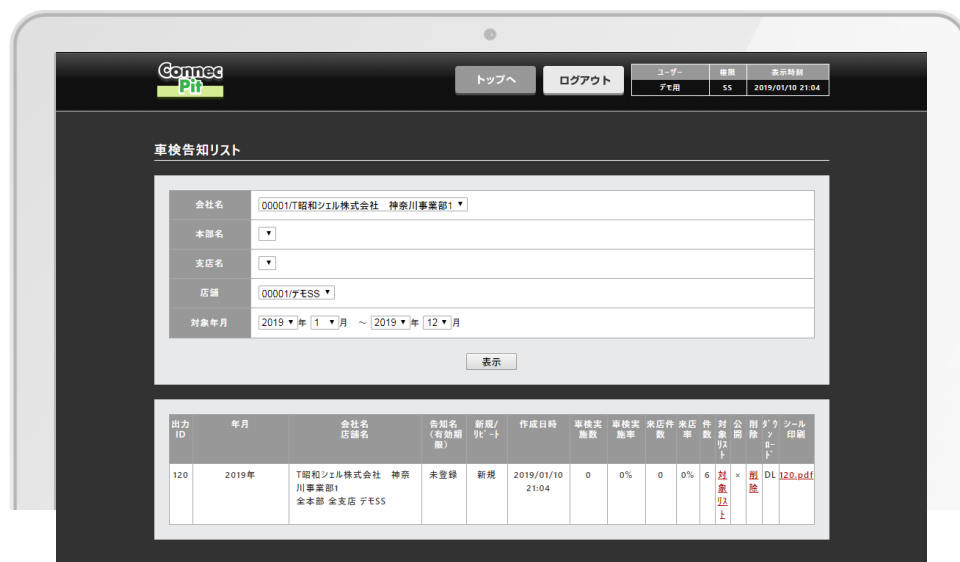 Connec
Pit
トップへ
ログアウト
ユーザー 権限 表示時刻
デモ用 SS 2019/01/10 21:04
車検告知リスト
会社名 00001/T昭和シェル株式会社　神奈川事業部1 ▼
本部名 ▼
支店名 ▼
店舗 00001/デモSS ▼
対象年月 2019 ▼ 年 1 ▼ 月 ～ 2019 ▼ 年 12 ▼ 月
表示
出力ID 年月 会社名 店舗名 告知名(有効期限) 新規/ﾘﾋﾟｰﾄ 作成日時 車検実施数 車検実施率 来店件数 来店率 件数 対象ﾘｽﾄ 公開 削除 ﾀﾞｳﾝﾛｰﾄﾞ シール印刷
120 2019年 T昭和シェル株式会社　神奈川事業部1 未登録 新規 2019/01/10 21:04 0 0% 0 0% 6 対象ﾘｽﾄ × 削除 DL 120.pdf
全本部 全支店 デモSS